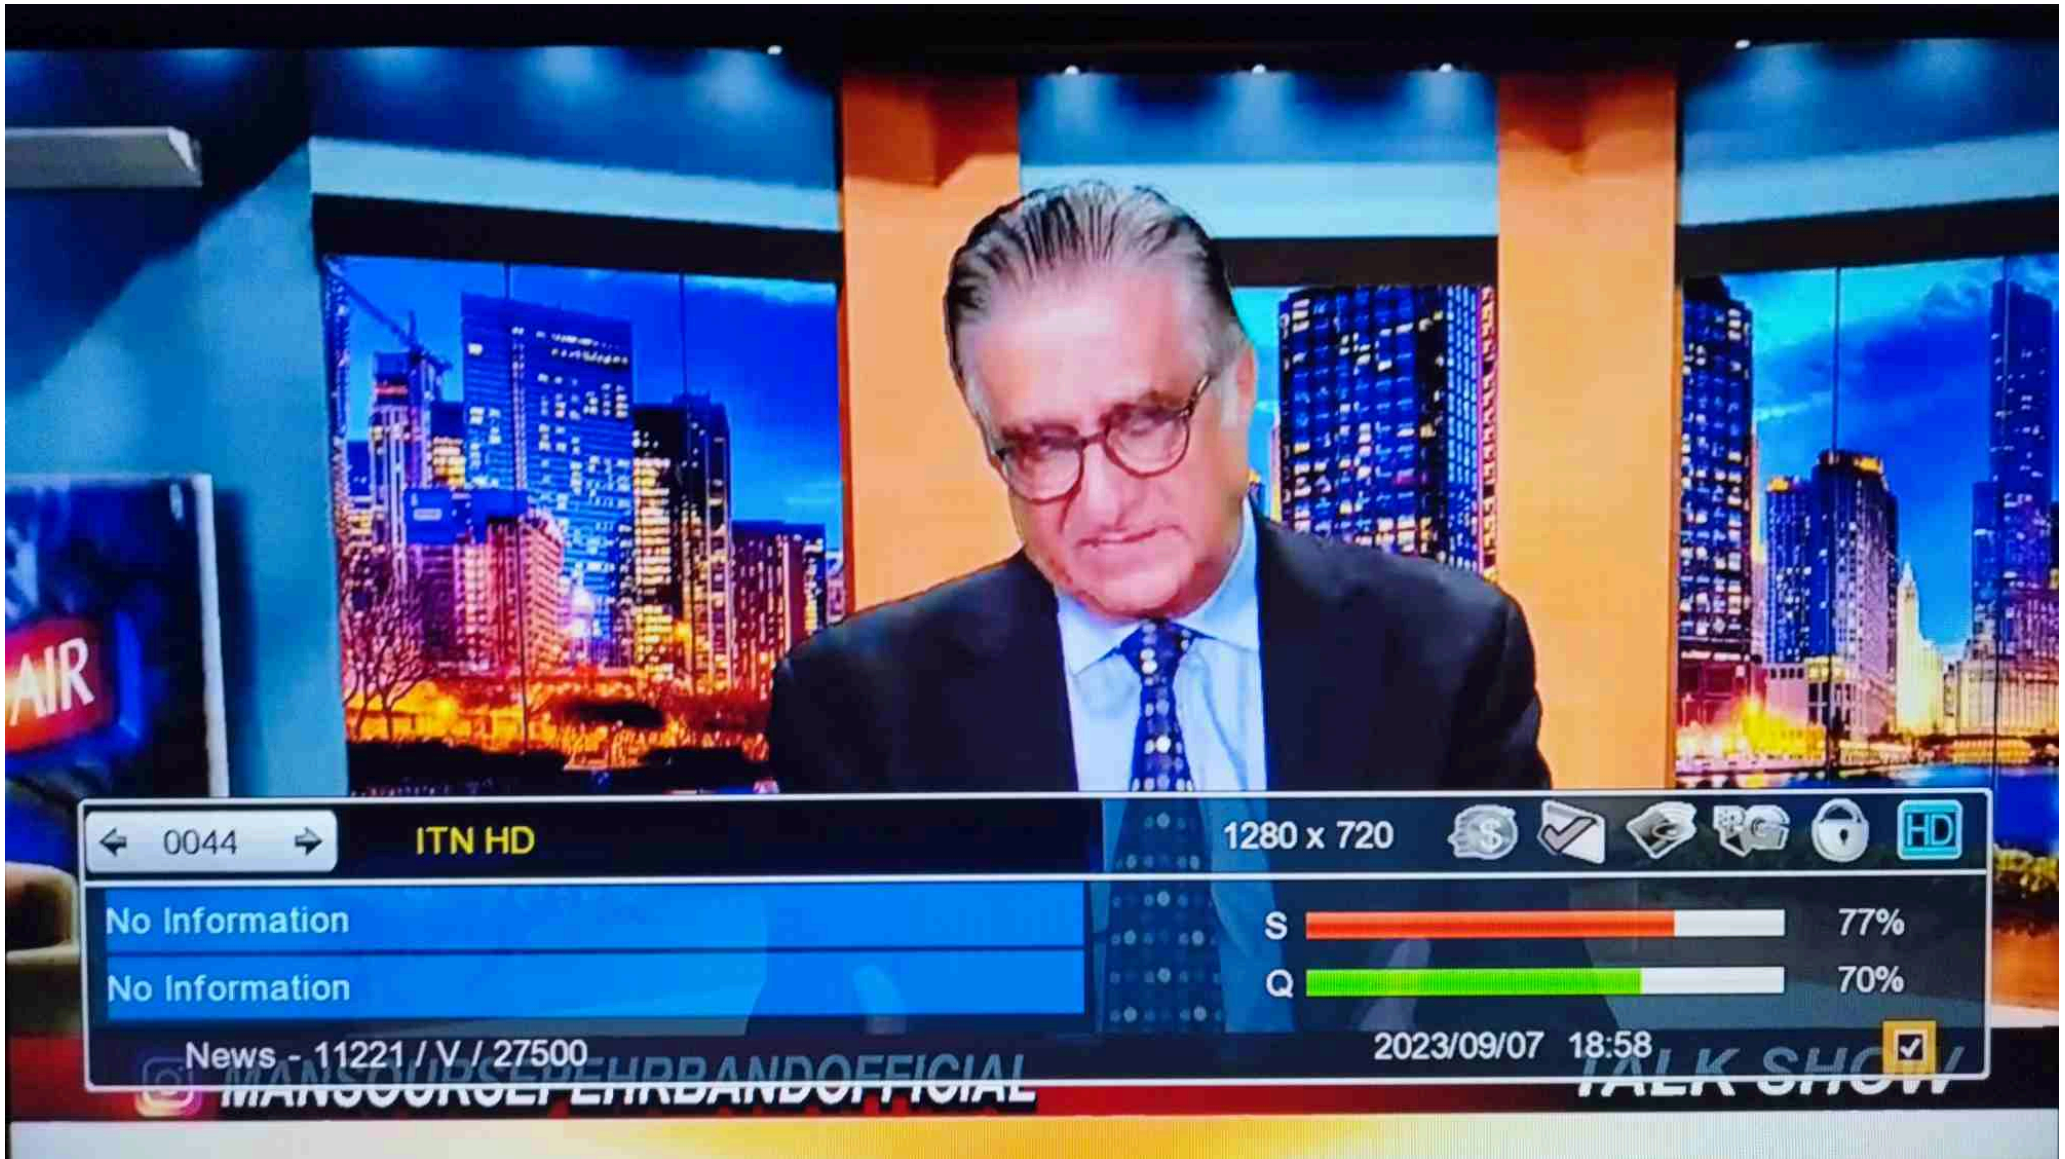 AIR
0044 ITN HD 1280 x 720 HD
No Information
S 77%
No Information
Q 70%
News - 11221 / V / 27500 2023/09/07 18:58
MANSOURSEPEHRBANDOFFICIAL TALK SHOW